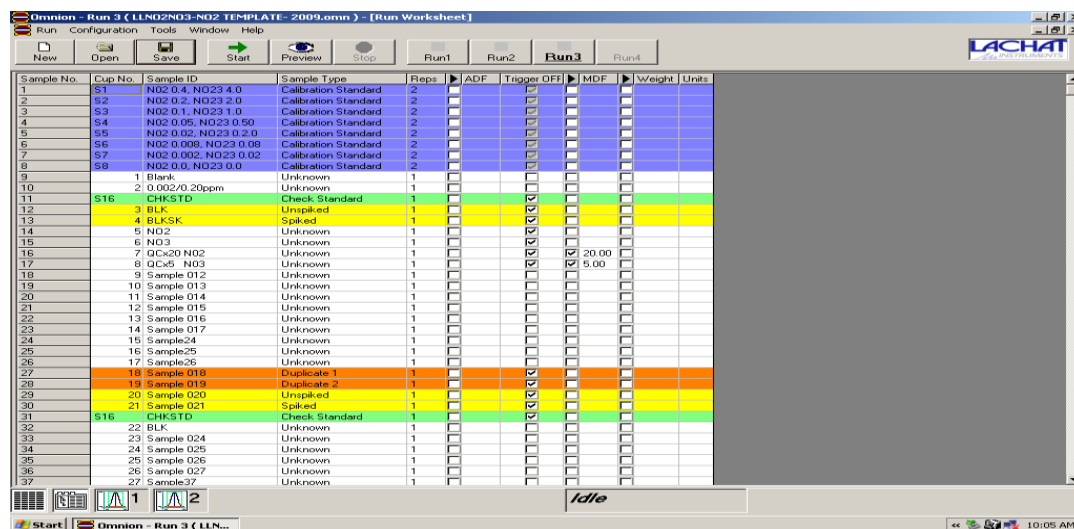 Omnion - Run 3 ( LLNO2NO3-NO2 TEMPLATE- 2009.omn ) - [Run Worksheet]
Run Configuration Tools Window Help
New Open Save Start Preview Stop Run1 Run2 Run3 Run4
LACHAT
INSTRUMENTS
Sample No. Cup No. Sample ID Sample Type Reps ADF Trigger OFF MDF Weight Units
1 S1 N02 0.4, NO23 4.0 Calibration Standard 2
2 S2 N02 0.2, NO23 2.0 Calibration Standard 2
3 S3 N02 0.1, NO23 1.0 Calibration Standard 2
4 S4 N02 0.05, NO23 0.50 Calibration Standard 2
5 S5 N02 0.02, NO23 0.2.0 Calibration Standard 2
6 S6 N02 0.008, NO23 0.08 Calibration Standard 2
7 S7 N02 0.002, NO23 0.02 Calibration Standard 2
8 S8 N02 0.0, NO23 0.0 Calibration Standard 2
9 1 Blank Unknown 1
10 2 0.002/0.20ppm Unknown 1
11 S16 CHKSTD Check Standard 1
12 3 BLK Unspiked 1
13 4 BLKSK Spiked 1
14 5 NO2 Unknown 1
15 6 NO3 Unknown 1
16 7 QCx20 N02 Unknown 1 20.00
17 8 QCx5 N03 Unknown 1 5.00
18 9 Sample 012 Unknown 1
19 10 Sample 013 Unknown 1
20 11 Sample 014 Unknown 1
21 12 Sample 015 Unknown 1
22 13 Sample 016 Unknown 1
23 14 Sample 017 Unknown 1
24 15 Sample24 Unknown 1
25 16 Sample25 Unknown 1
26 17 Sample26 Unknown 1
27 18 Sample 018 Duplicate 1 1
28 19 Sample 019 Duplicate 2 1
29 20 Sample 020 Unspiked 1
30 21 Sample 021 Spiked 1
31 S16 CHKSTD Check Standard 1
32 22 BLK Unknown 1
33 23 Sample 024 Unknown 1
34 24 Sample 025 Unknown 1
35 25 Sample 026 Unknown 1
36 26 Sample 027 Unknown 1
37 27 Sample37 Unknown 1
1 2 Idle
Start Omnion - Run 3 ( LLN... « 10:05 AM